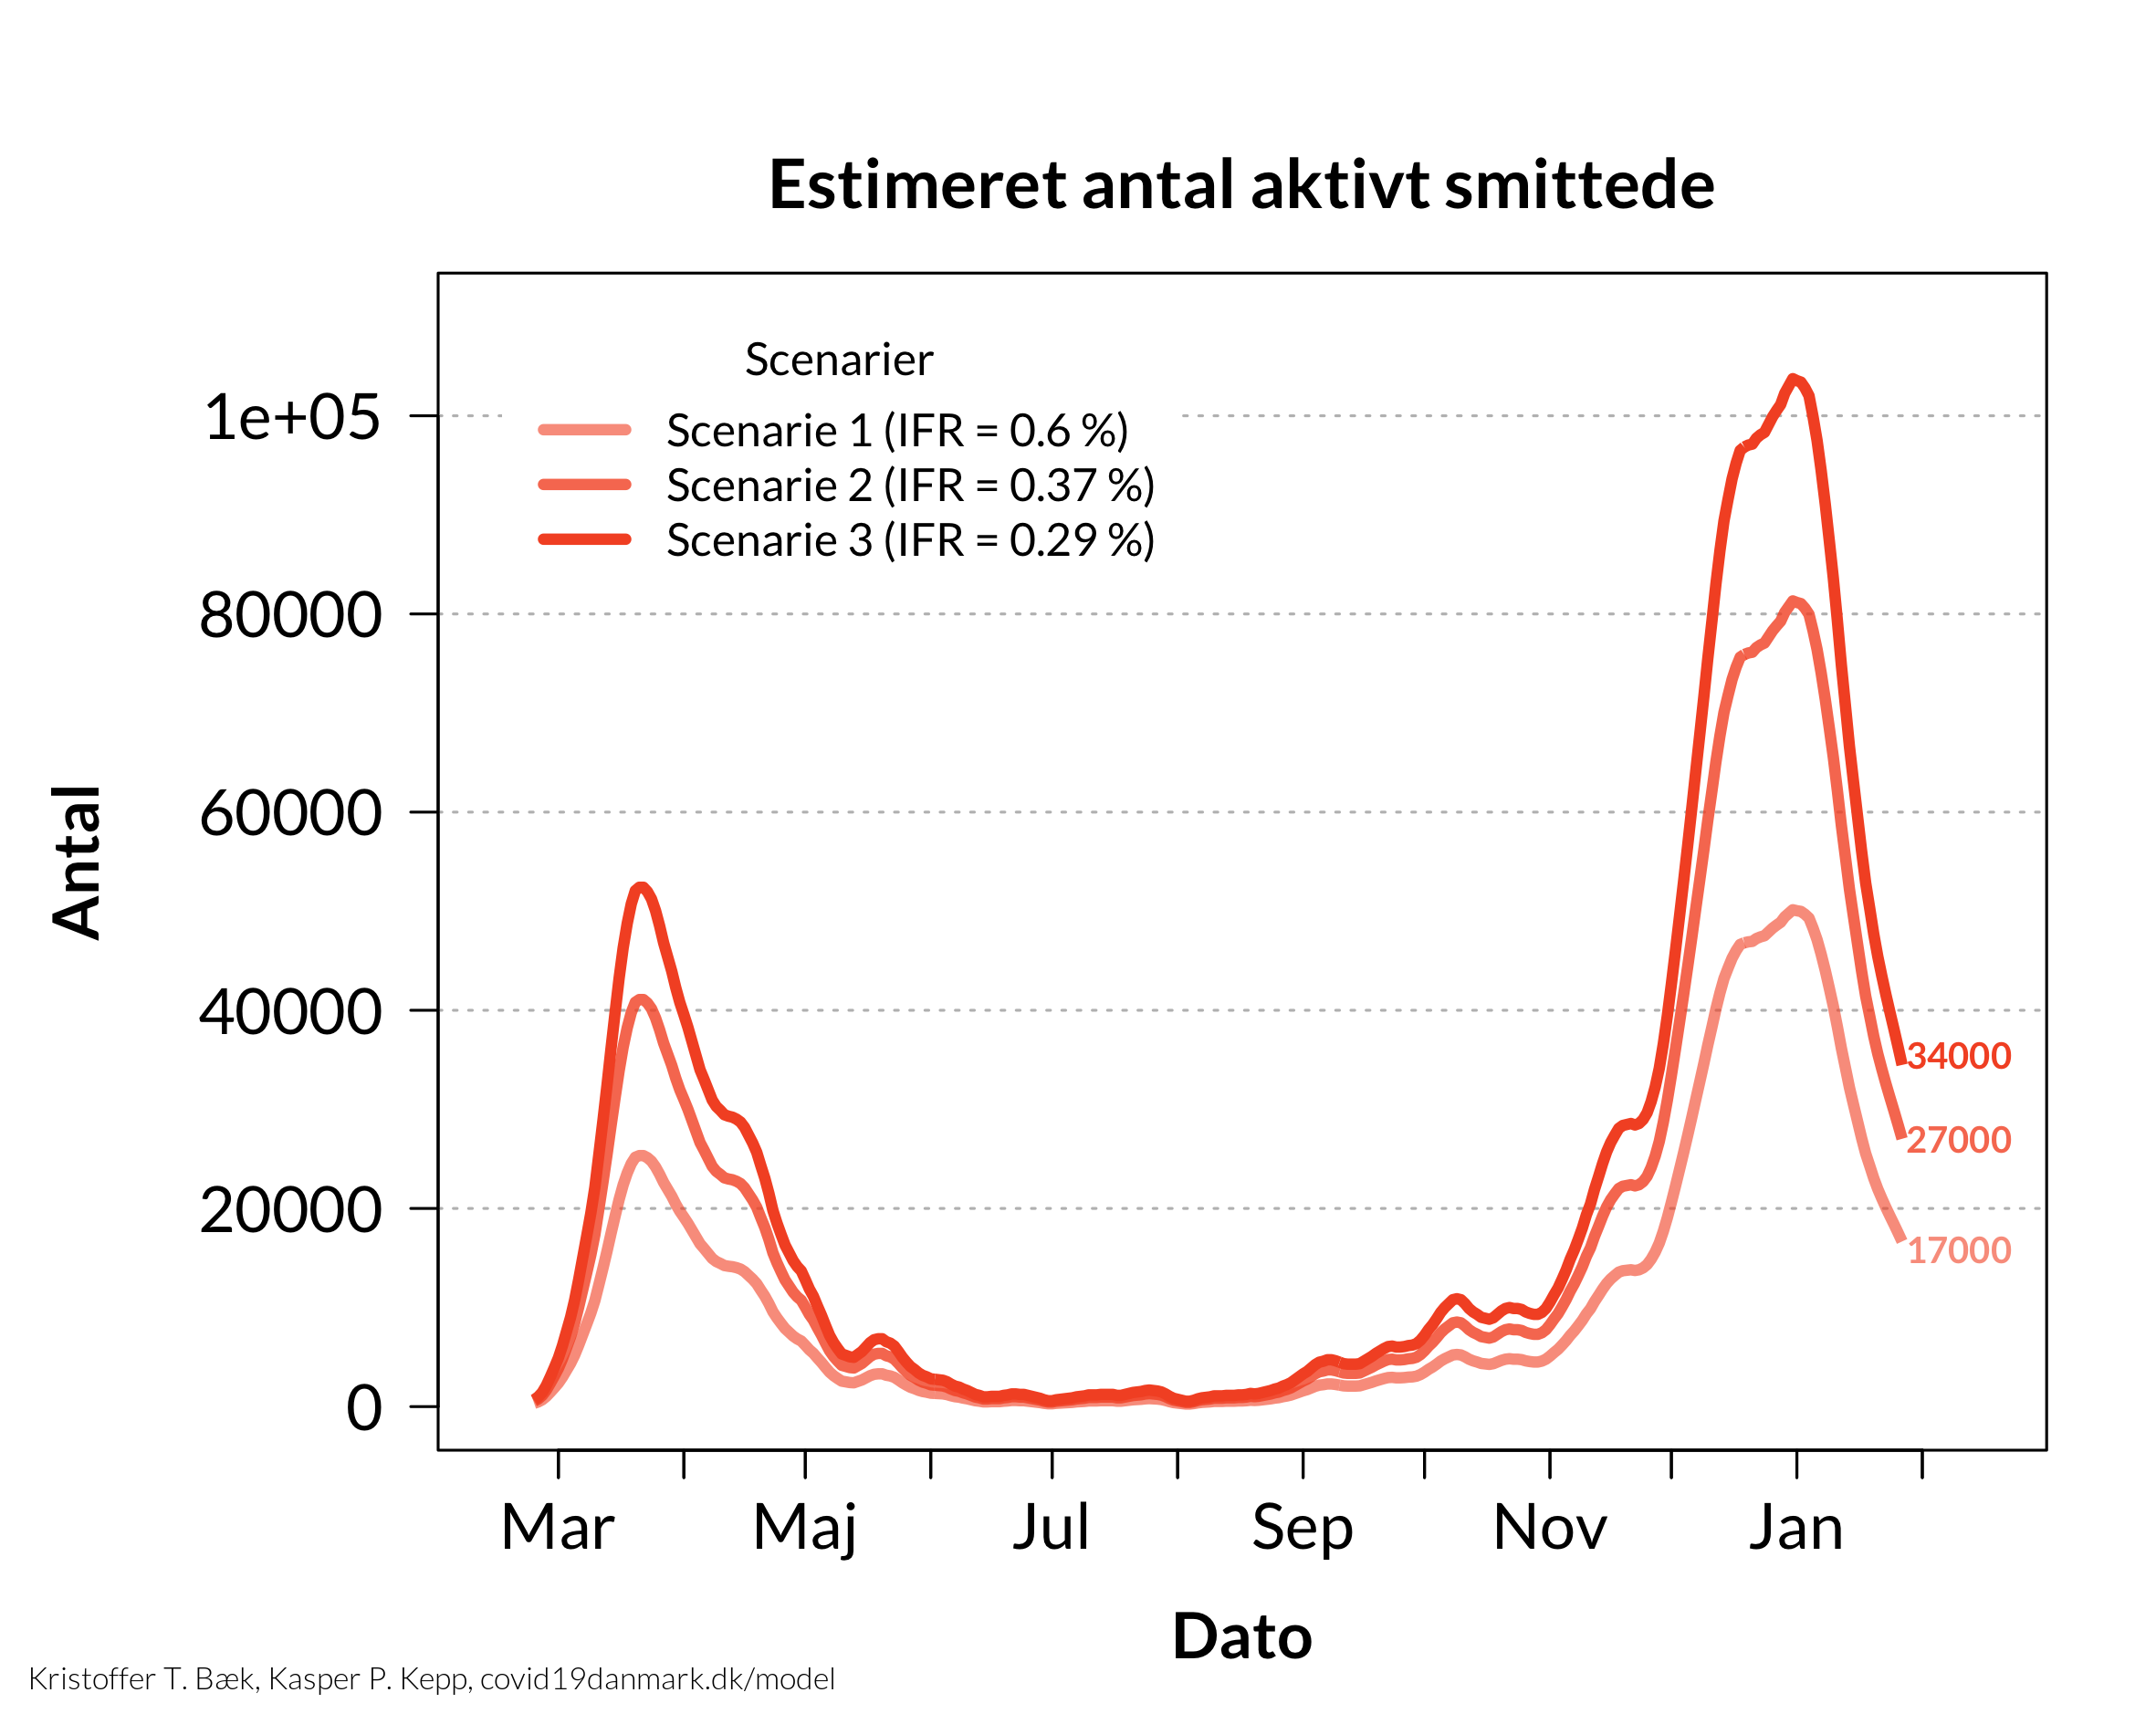 Estimeret antal aktivt smittede
Scenarier
Scenarie 1 (IFR = 0.6 %)
Scenarie 2 (IFR = 0.37 %)
Scenarie 3 (IFR = 0.29 %)
Antal
1e+05
80000
60000
40000
20000
0
34000
27000
17000
Mar Maj Jul Sep Nov Jan
Dato
Kristoffer T. Bæk, Kasper P. Kepp, covid19danmark.dk/model